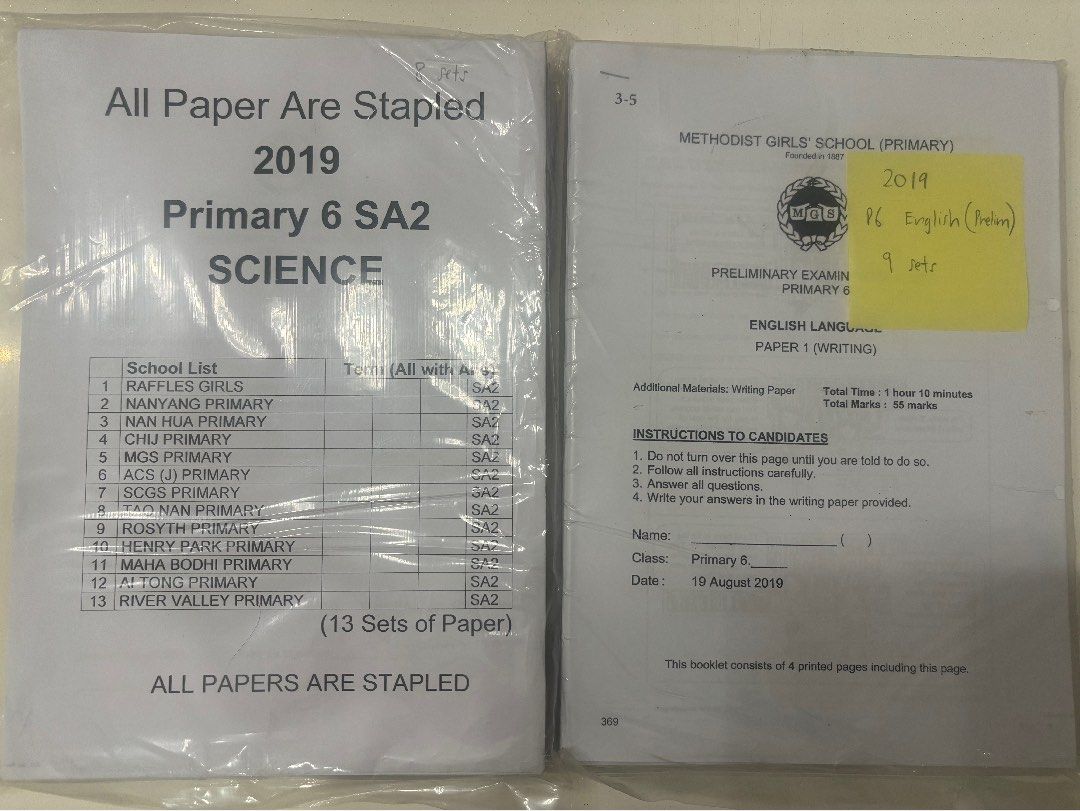 8 sets
All Paper Are Stapled
2019
Primary 6 SA2
SCIENCE
School List Term (All with Ans)
1 RAFFLES GIRLS SA2
2 NANYANG PRIMARY SA2
3 NAN HUA PRIMARY SA2
4 CHIJ PRIMARY SA2
5 MGS PRIMARY SA2
6 ACS (J) PRIMARY SA2
7 SCGS PRIMARY SA2
8 TAO NAN PRIMARY SA2
9 ROSYTH PRIMARY SA2
10 HENRY PARK PRIMARY SA2
11 MAHA BODHI PRIMARY SA2
12 AI TONG PRIMARY SA2
13 RIVER VALLEY PRIMARY SA2
(13 Sets of Paper)
ALL PAPERS ARE STAPLED
3-5
METHODIST GIRLS' SCHOOL (PRIMARY)
Founded in 1887
MGS
2019
P6 English (Prelim)
9 sets
PRELIMINARY EXAMIN
PRIMARY 6
ENGLISH LANGUAGE
PAPER 1 (WRITING)
Additional Materials: Writing Paper Total Time : 1 hour 10 minutes
Total Marks : 55 marks
INSTRUCTIONS TO CANDIDATES
1. Do not turn over this page until you are told to do so.
2. Follow all instructions carefully.
3. Answer all questions.
4. Write your answers in the writing paper provided.
Name: ____________________ ( )
Class: Primary 6._____
Date : 19 August 2019
This booklet consists of 4 printed pages including this page.
369